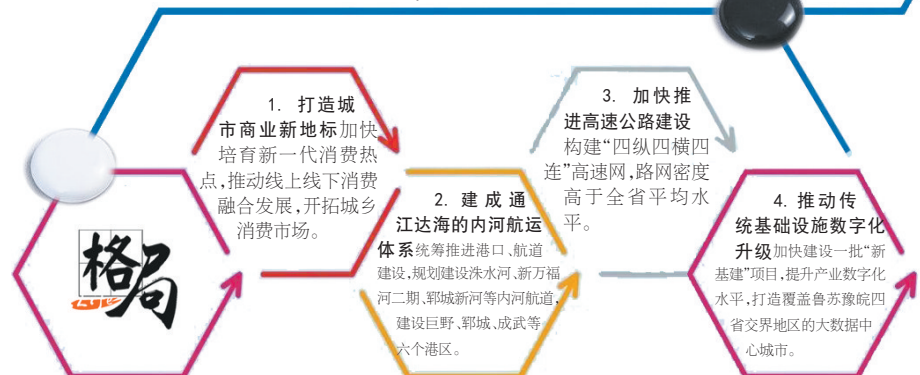 格局
1. 打造城
市商业新地标加快
培育新一代消费热
点,推动线上线下消费
融合发展,开拓城乡
消费市场。
2. 建成通
江达海的内河航运
体系统筹推进港口、航道
建设,规划建设洙水河、新万福
河二期、郓城新河等内河航道,
建设巨野、郓城、成武等
六个港区。
3. 加快推
进高速公路建设
构建“四纵四横四
连”高速网,路网密度
高于全省平均水
平。
4. 推动传
统基础设施数字化
升级加快建设一批“新
基建”项目,提升产业数字化
水平,打造覆盖鲁苏豫皖四
省交界地区的大数据中
心城市。